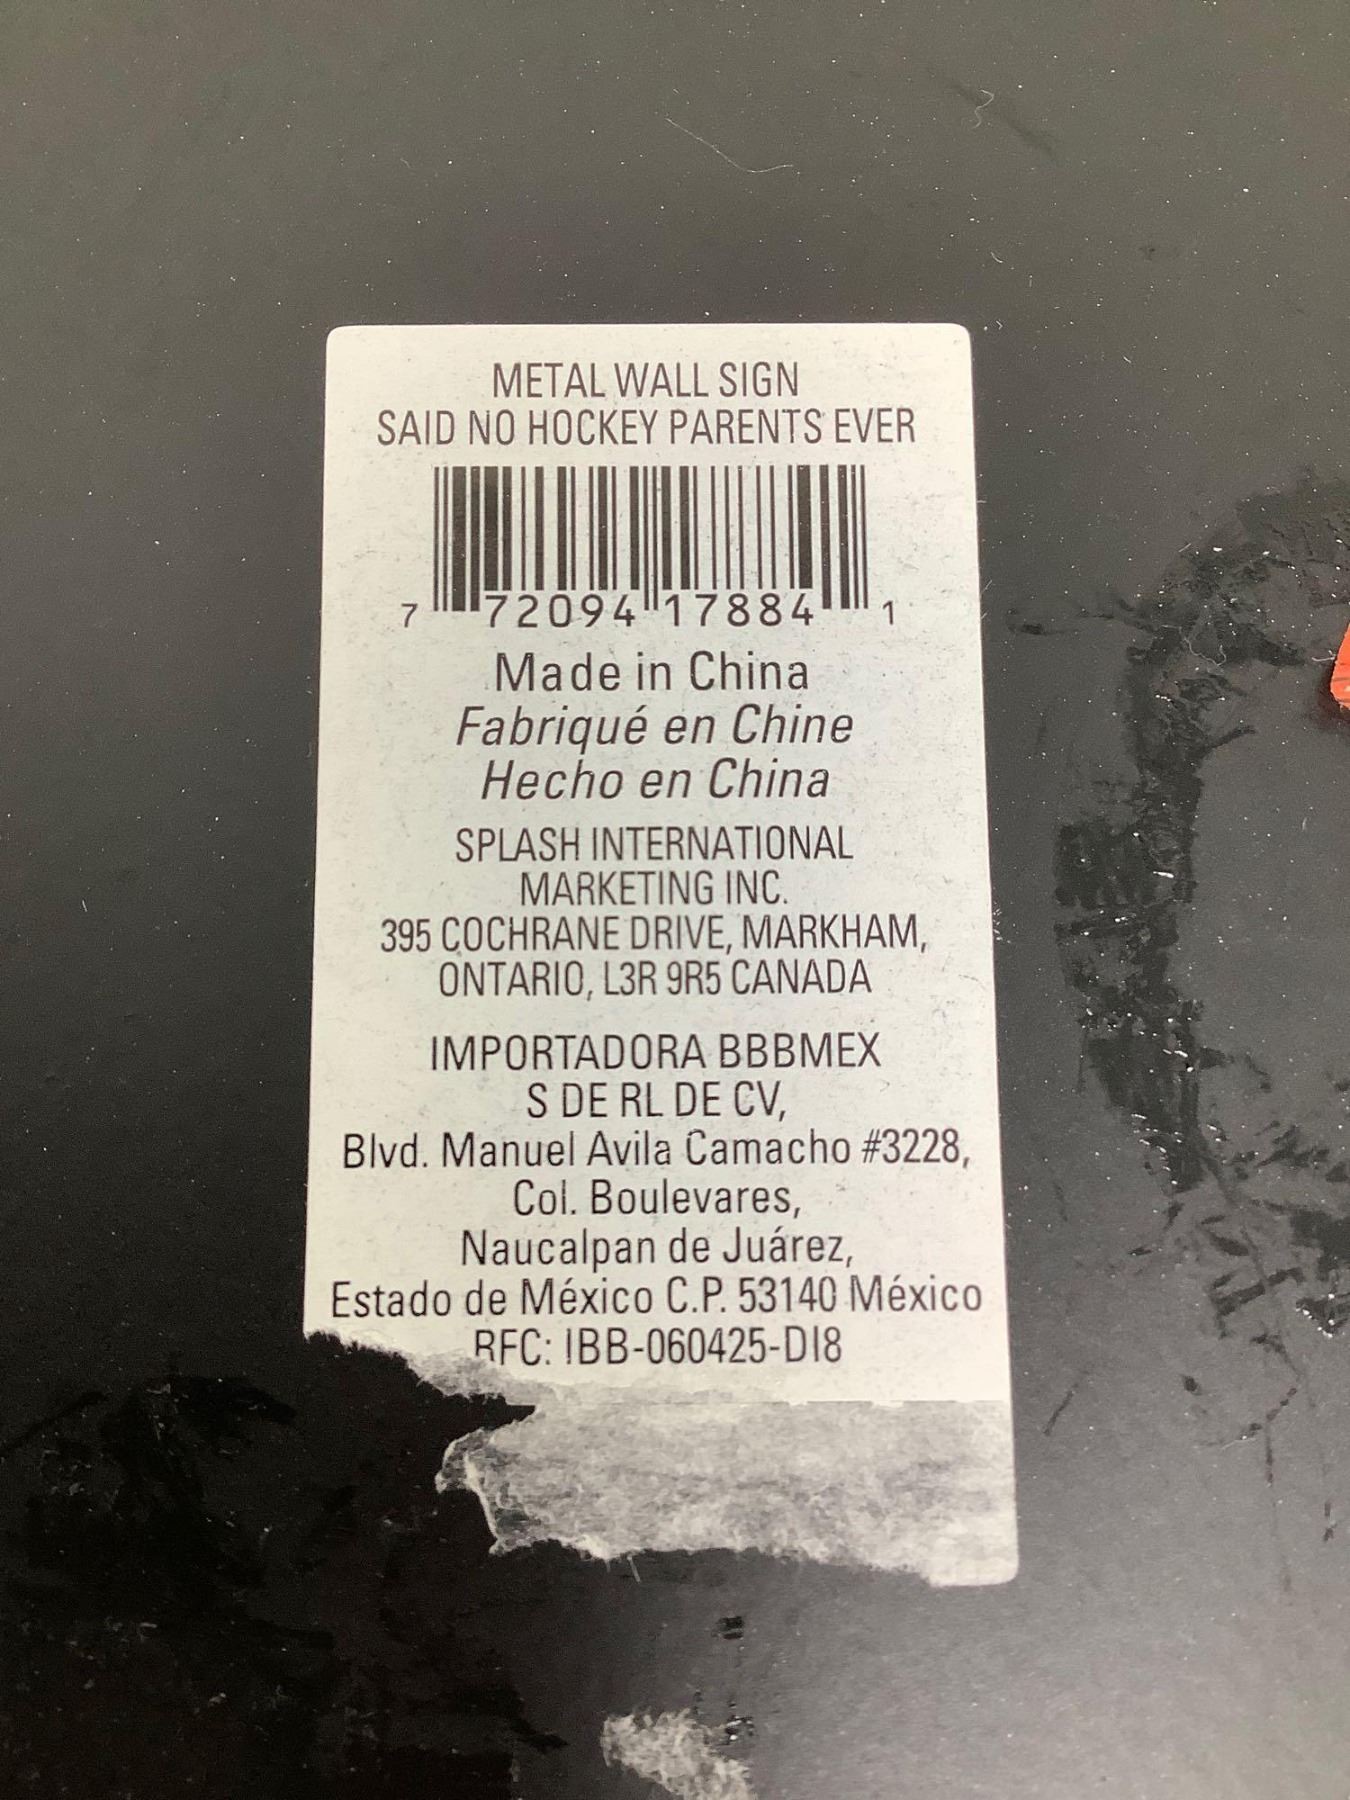 METAL WALL SIGN
SAID NO HOCKEY PARENTS EVER
7 72094 17884 1
Made in China
Fabriqué en Chine
Hecho en China
SPLASH INTERNATIONAL
MARKETING INC.
395 COCHRANE DRIVE, MARKHAM,
ONTARIO, L3R 9R5 CANADA
IMPORTADORA BBBMEX
S DE RL DE CV,
Blvd. Manuel Avila Camacho #3228,
Col. Boulevares,
Naucalpan de Juárez,
Estado de México C.P. 53140 México
RFC: IBB-060425-DI8